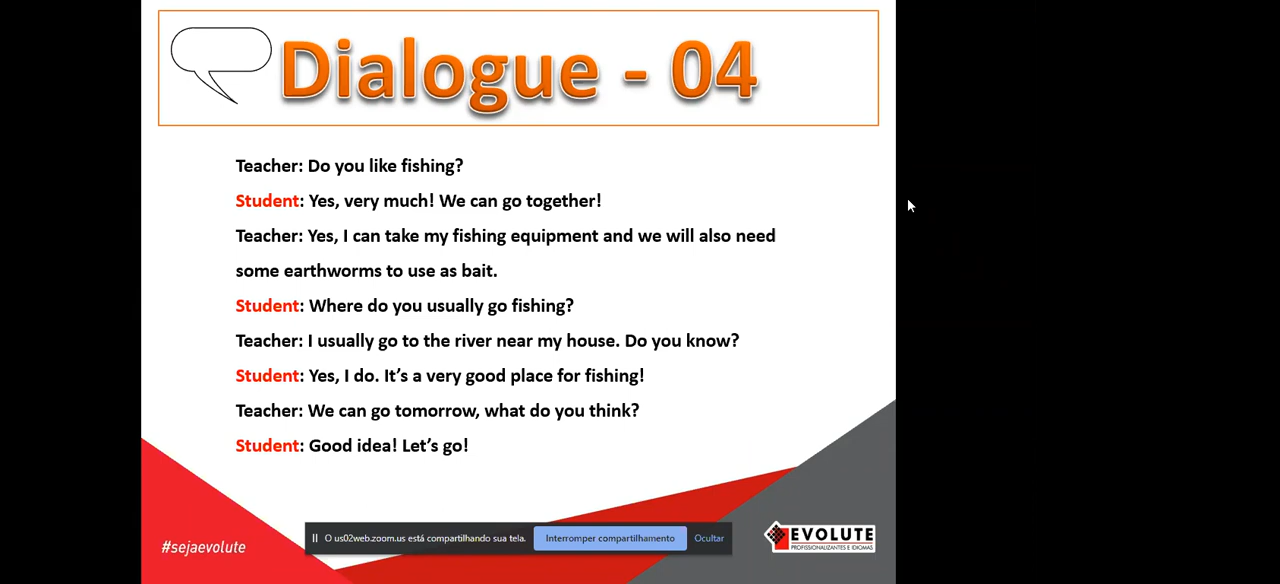 Dialogue - 04
Teacher: Do you like fishing?
Student: Yes, very much! We can go together!
Teacher: Yes, I can take my fishing equipment and we will also need
some earthworms to use as bait.
Student: Where do you usually go fishing?
Teacher: I usually go to the river near my house. Do you know?
Student: Yes, I do. It's a very good place for fishing!
Teacher: We can go tomorrow, what do you think?
Student: Good idea! Let's go!
#sejaevolute
O us02web.zoom.us está compartilhando sua tela.
Interromper compartilhamento
Ocultar
EVOLUTE
PROFISSIONALIZANTES E IDIOMAS